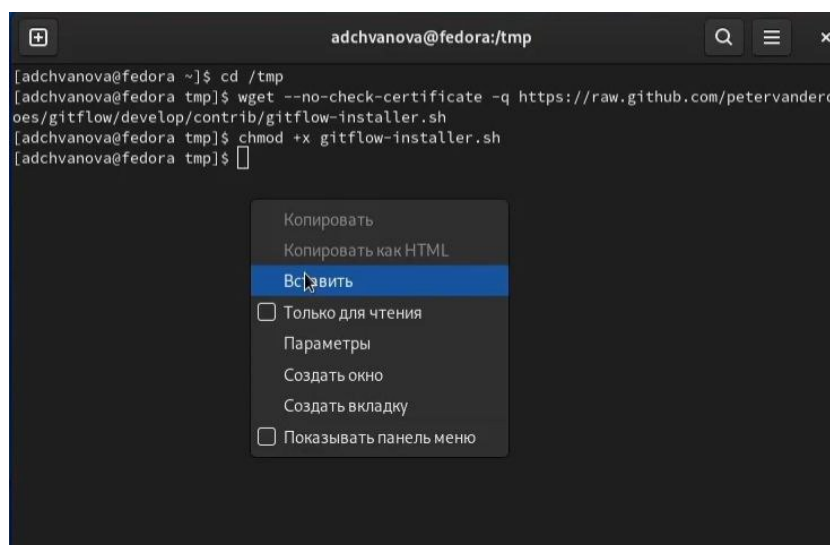 adchvanova@fedora:/tmp
[adchvanova@fedora ~]$ cd /tmp
[adchvanova@fedora tmp]$ wget --no-check-certificate -q https://raw.github.com/petervanderd
oes/gitflow/develop/contrib/gitflow-installer.sh
[adchvanova@fedora tmp]$ chmod +x gitflow-installer.sh
[adchvanova@fedora tmp]$
Копировать
Копировать как HTML
Вставить
Только для чтения
Параметры
Создать окно
Создать вкладку
Показывать панель меню